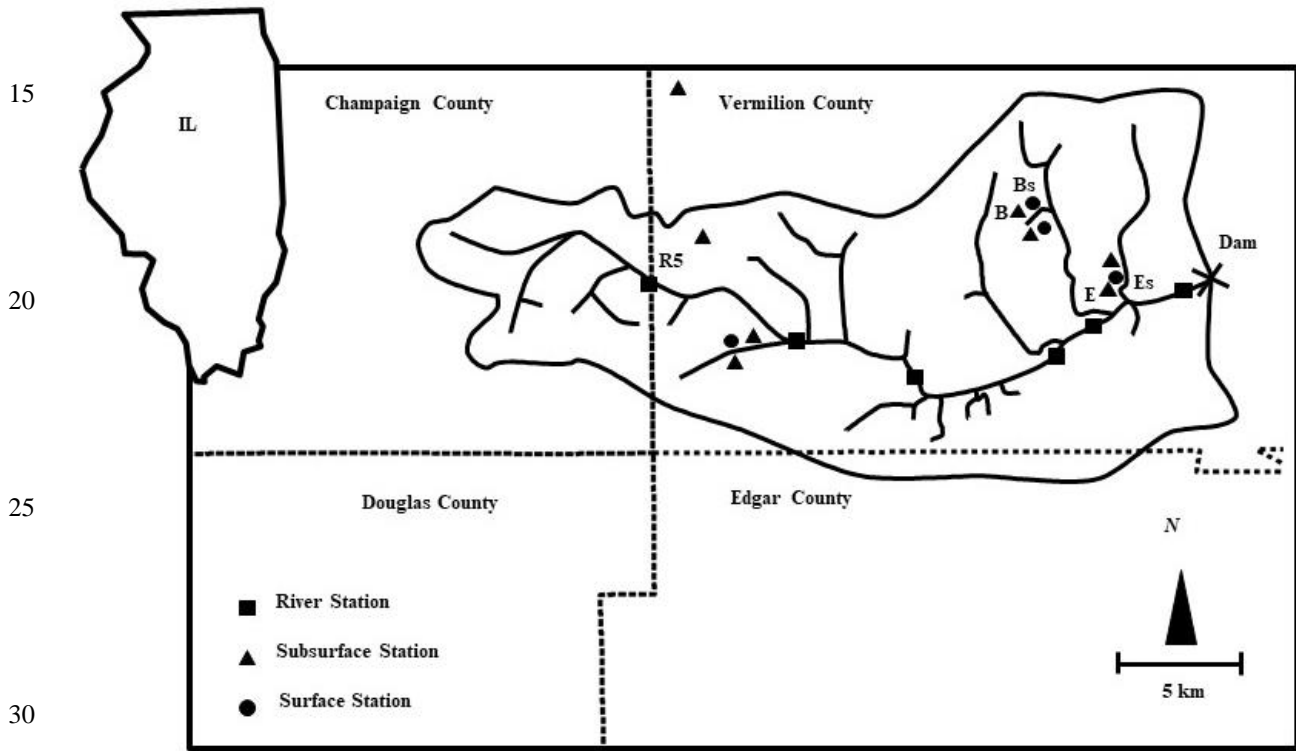 15
Champaign County
Vermilion County
IL
Bs
B
R5
Dam
Es
E
20
25
Douglas County
Edgar County
N
River Station
Subsurface Station
Surface Station
5 km
30